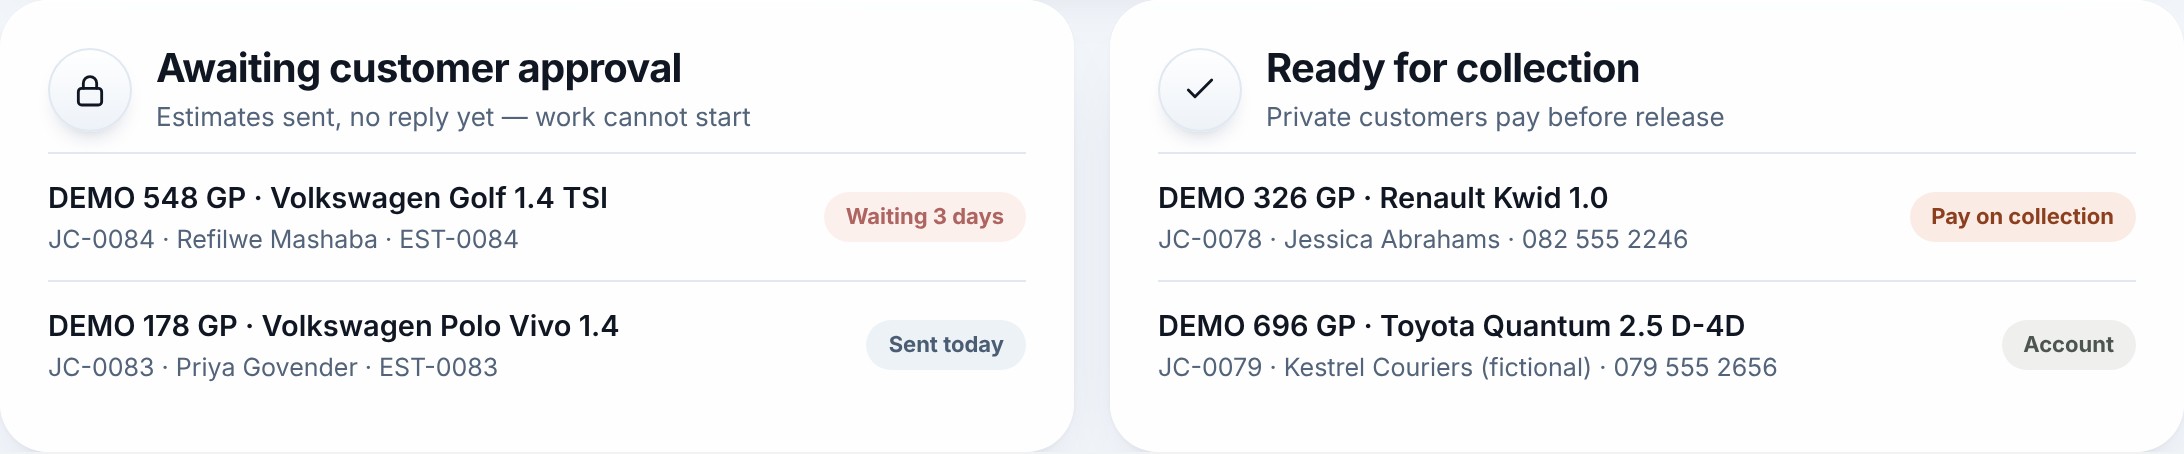 Awaiting customer approval
Estimates sent, no reply yet — work cannot start
DEMO 548 GP · Volkswagen Golf 1.4 TSI
JC-0084 · Refilwe Mashaba · EST-0084
Waiting 3 days
DEMO 178 GP · Volkswagen Polo Vivo 1.4
JC-0083 · Priya Govender · EST-0083
Sent today
Ready for collection
Private customers pay before release
DEMO 326 GP · Renault Kwid 1.0
JC-0078 · Jessica Abrahams · 082 555 2246
Pay on collection
DEMO 696 GP · Toyota Quantum 2.5 D-4D
JC-0079 · Kestrel Couriers (fictional) · 079 555 2656
Account